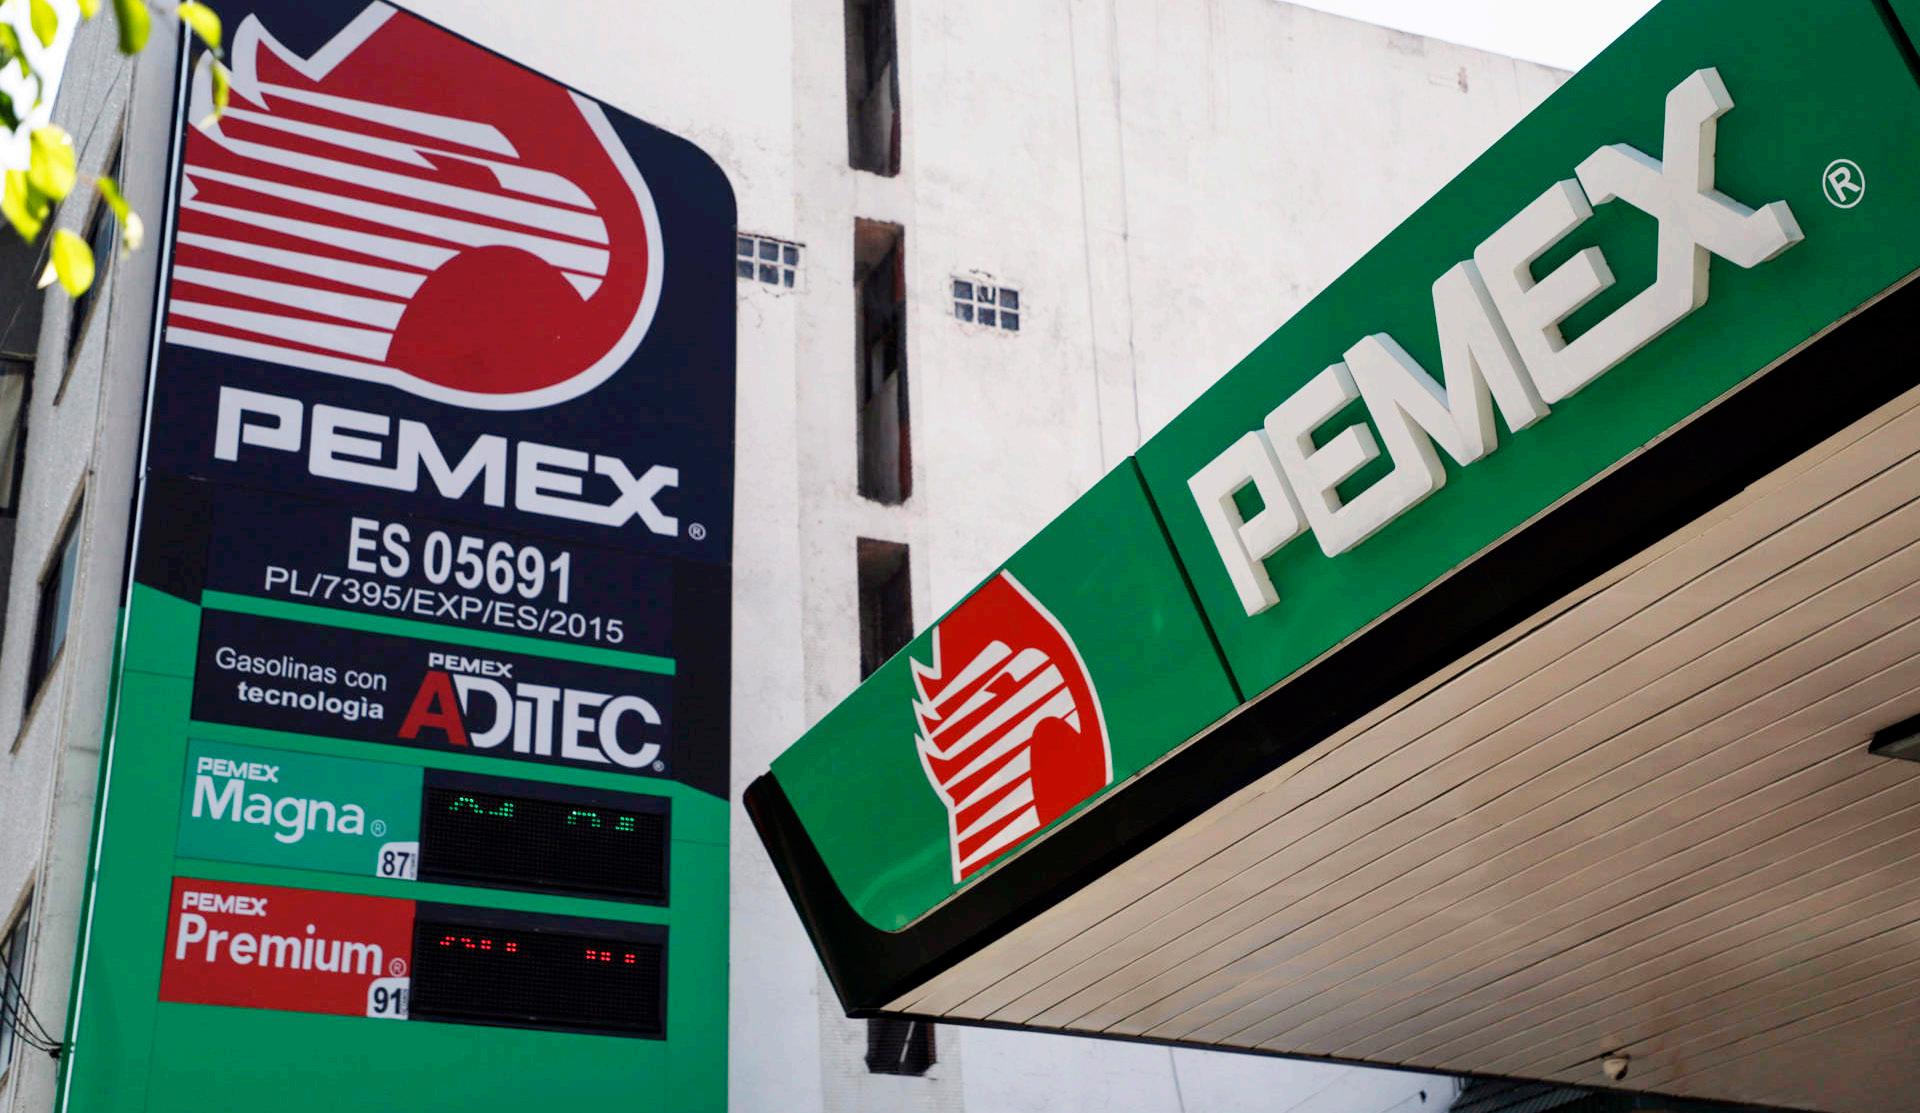 PEMEX®
ES 05691
PL/7395/EXP/ES/2015
Gasolinas con
tecnologìa
PEMEX
ADiTEC®
PEMEX
Magna®
87
PEMEX
Premium®
91
PEMEX®